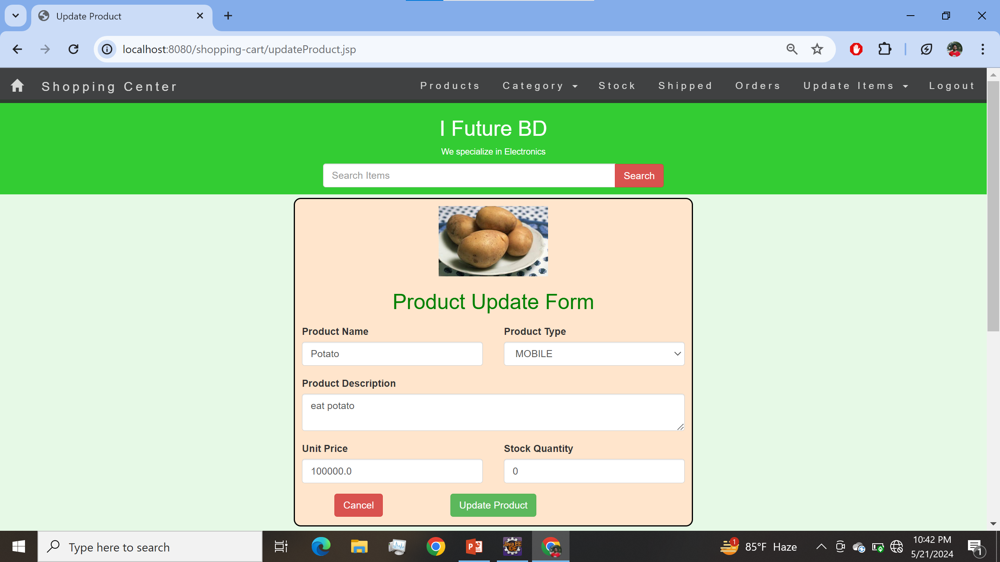 Update Product
localhost:8080/shopping-cart/updateProduct.jsp
Shopping Center Products Category Stock Shipped Orders Update Items Logout
I Future BD
We specialize in Electronics
Search Items Search
Product Update Form
Product Name Product Type
Potato MOBILE
Product Description
eat potato
Unit Price Stock Quantity
100000.0 0
Cancel Update Product
Type here to search Java EE IDE 1 85°F Haze 10:42 PM
5/21/2024 1